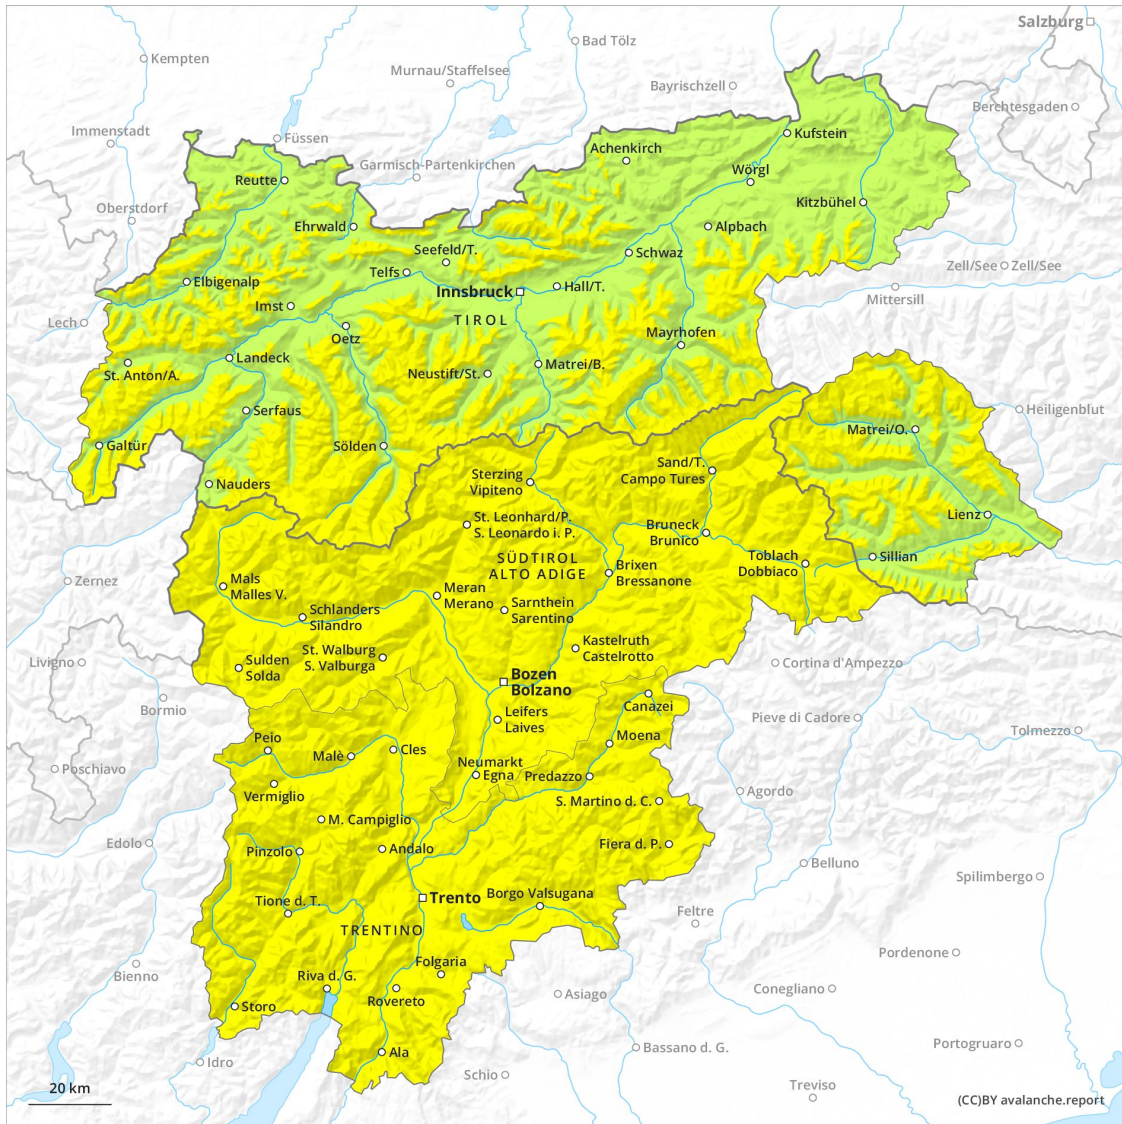 Salzburg
Bad Tölz
Kempten
Murnau/Staffelsee
Bayrischzell
Berchtesgaden
Immenstadt
Füssen
Kufstein
Achenkirch
Garmisch-Partenkirchen
Wörgl
Reutte
Oberstdorf
Kitzbühel
Ehrwald
Alpbach
Seefeld/T.
Schwaz
Zell/See
Zell/See
Telfs
Elbigenalp
Innsbruck
Hall/T.
Mittersill
Imst
Lech
TIROL
Oetz
Mayrhofen
Landeck
St. Anton/A.
Neustift/St.
Matrei/B.
Serfaus
Heiligenblut
Matrei/O.
Galtür
Sölden
Sand/T.
Campo Tures
Sterzing
Vipiteno
Nauders
Lienz
St. Leonhard/P.
S. Leonardo i. P.
Bruneck
Brunico
SÜDTIROL
ALTO ADIGE
Toblach
Dobbiaco
Sillian
Brixen
Bressanone
Zernez
Mals
Malles V.
Meran
Merano
Sarnthein
Sarentino
Schlanders
Silandro
Kastelruth
Castelrotto
St. Walburg
S. Valburga
Livigno
Sulden
Solda
Cortina d'Ampezzo
Bozen
Bolzano
Bormio
Canazei
Leifers
Laives
Pieve di Cadore
Tolmezzo
Peio
Moena
Malè
Cles
Poschiavo
Neumarkt
Egna
Predazzo
Vermiglio
Agordo
S. Martino d. C.
M. Campiglio
Edolo
Fiera d. P.
Pinzolo
Andalo
Belluno
Spilimbergo
Tione d. T.
Trento
Borgo Valsugana
Feltre
TRENTINO
Pordenone
Folgaria
Bienno
Riva d. G.
Rovereto
Conegliano
Asiago
Storo
Portogruaro
Bassano d. G.
Ala
Idro
Schio
Treviso
20 km
(CC)BY avalanche.report